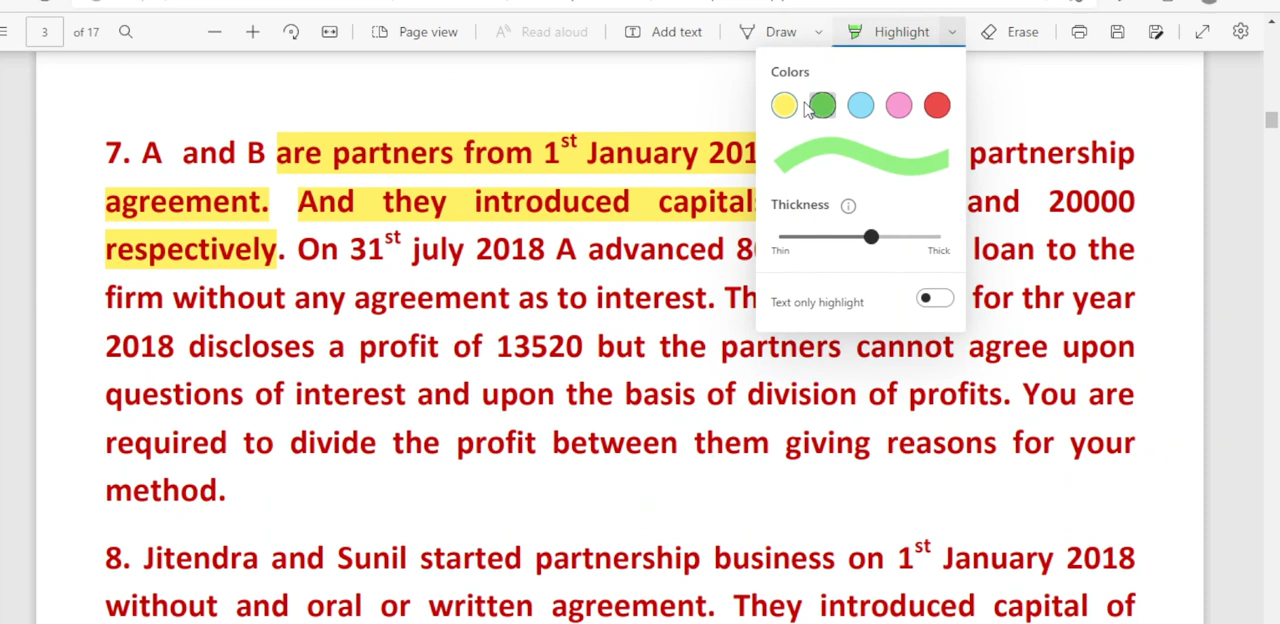 3 of 17 Page view Read aloud Add text Draw Highlight Erase
Colors
7. A and B are partners from 1st January 201 partnership
agreement. And they introduced capital and 20000
Thickness
respectively. On 31st july 2018 A advanced 8 loan to the
Thin Thick
firm without any agreement as to interest. Th for thr year
Text only highlight
2018 discloses a profit of 13520 but the partners cannot agree upon
questions of interest and upon the basis of division of profits. You are
required to divide the profit between them giving reasons for your
method.
8. Jitendra and Sunil started partnership business on 1st January 2018
without and oral or written agreement. They introduced capital of